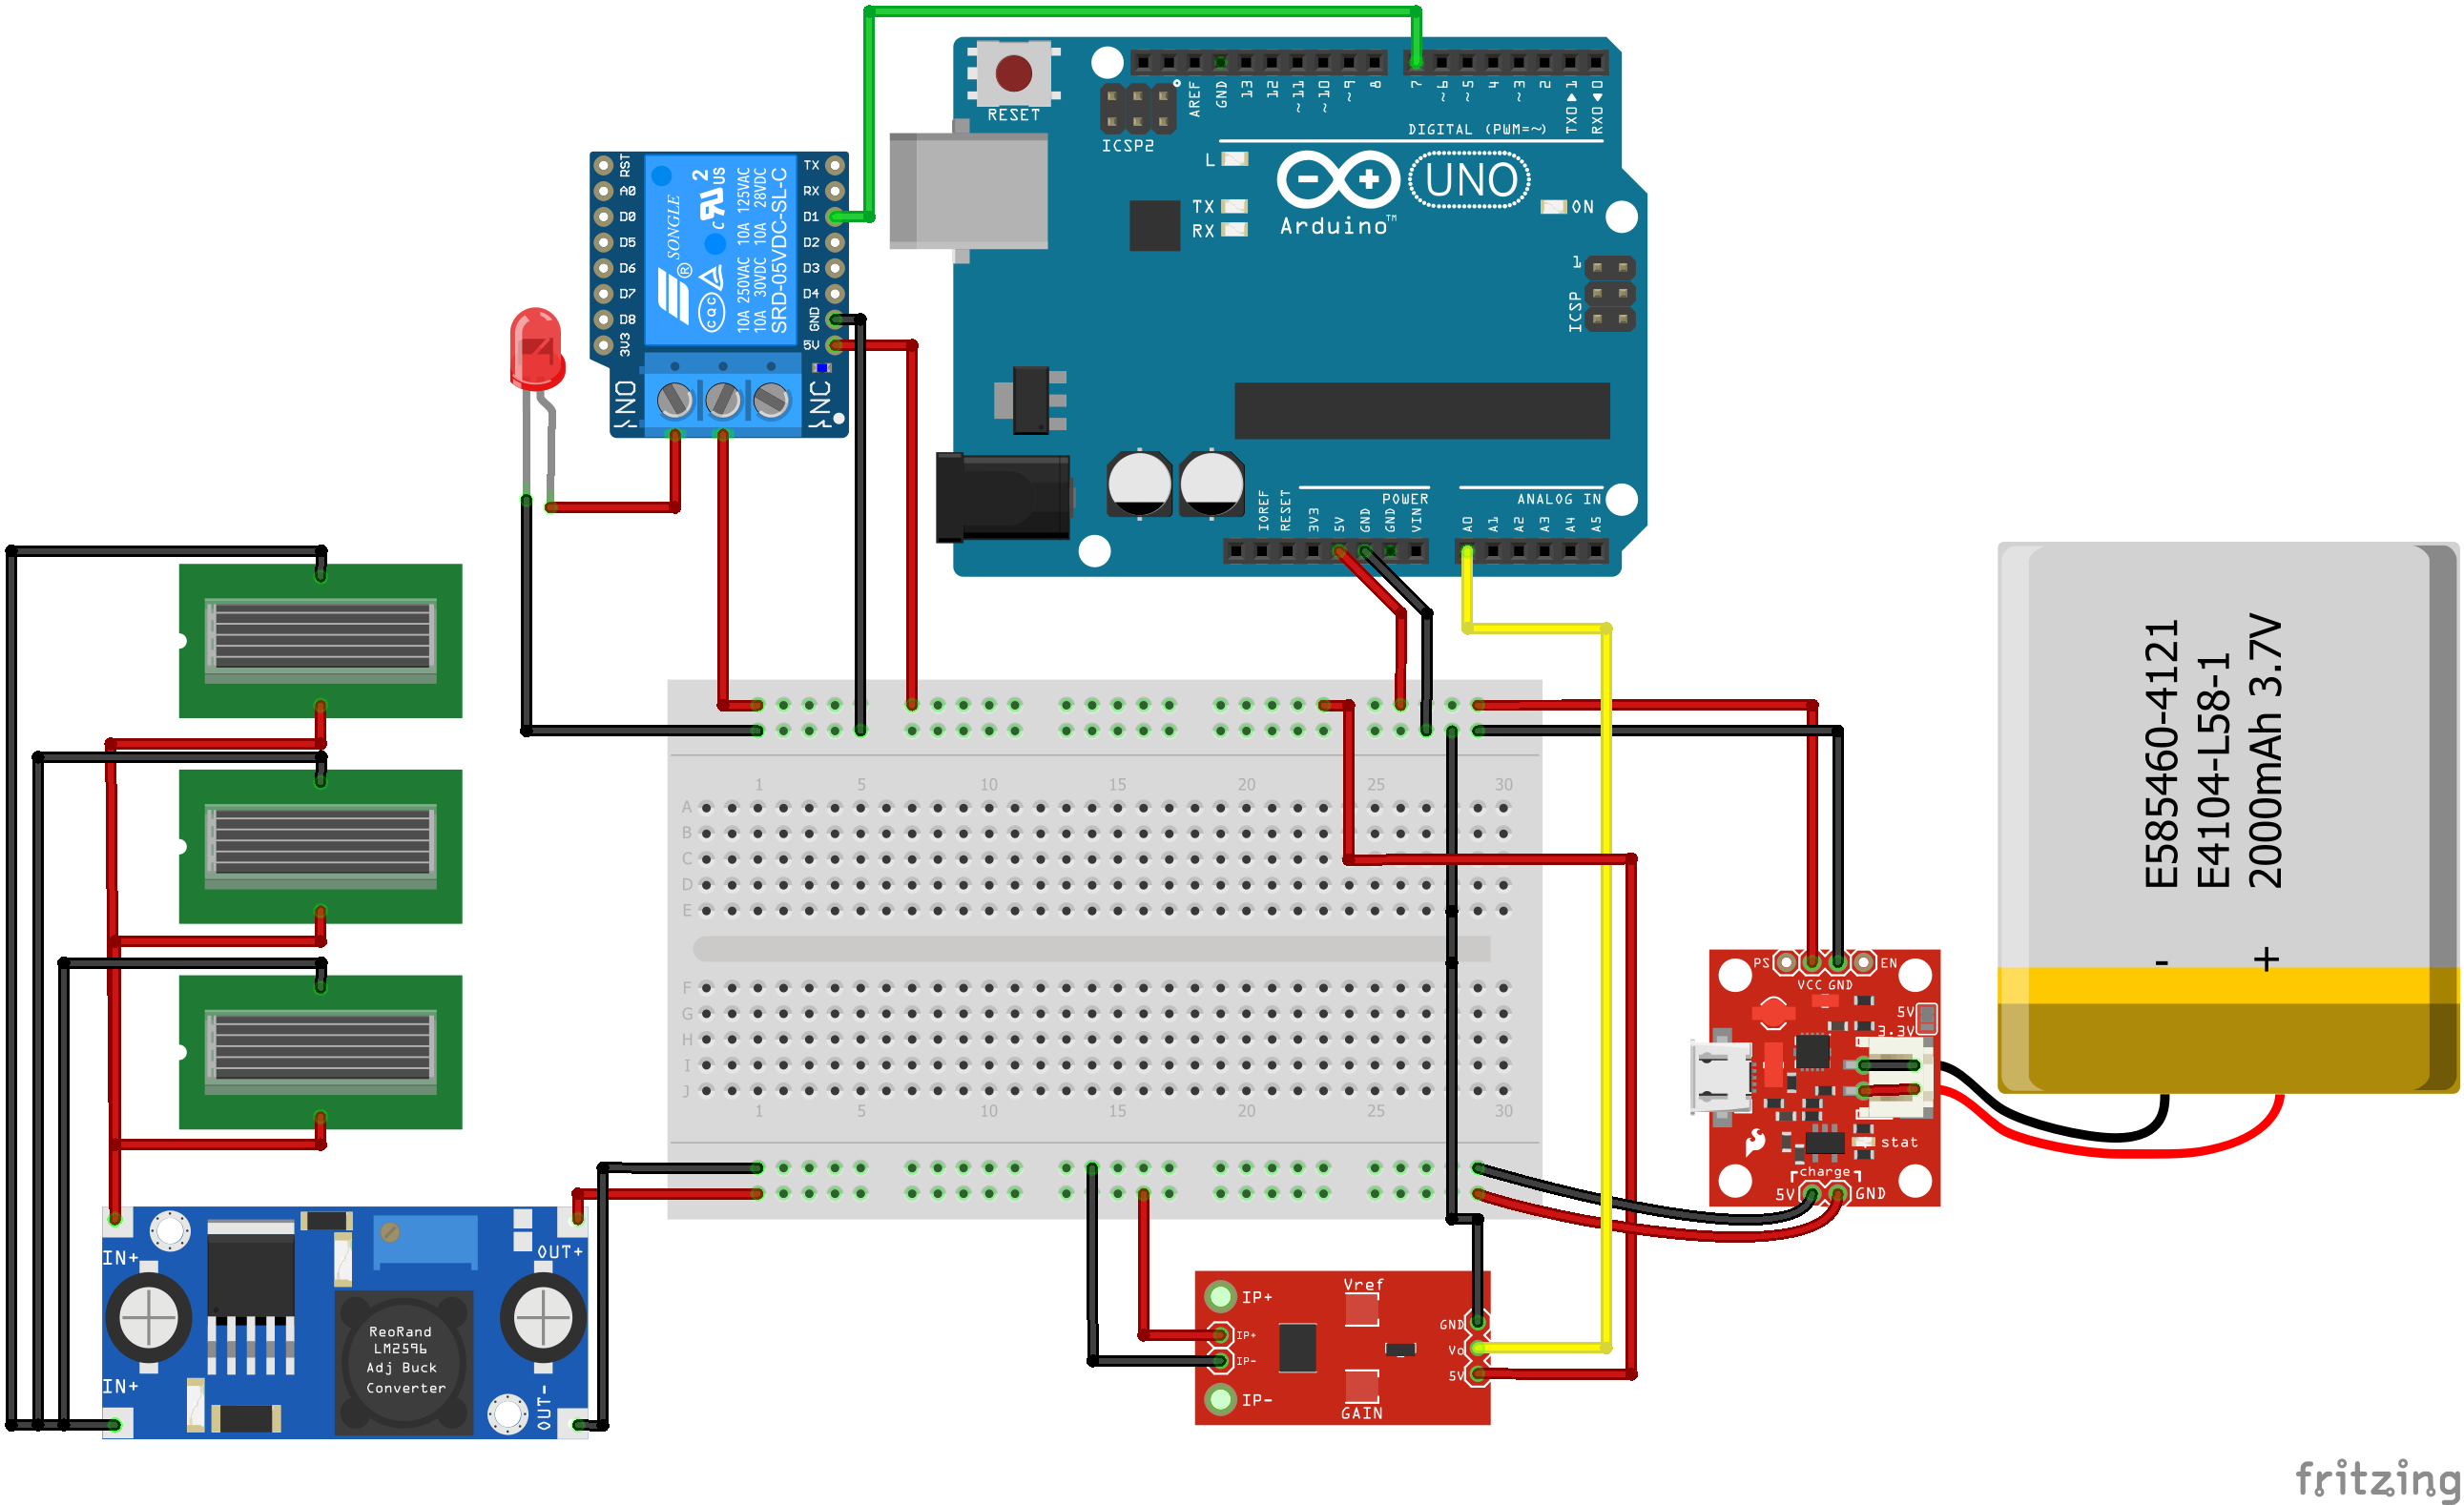 RESET
ICSP2
AREF
GND
13
12
~11
~10
~9
8
7
~6
~5
4
~3
2
TX0▶1
RX0◀0
DIGITAL (PWM=~)
L
TX
RX
Arduino™
UNO
ON
1
ICSP
IOREF
RESET
3V3
5V
GND
GND
VIN
POWER
A0
A1
A2
A3
A4
A5
ANALOG IN
RST
A0
D0
D5
D6
D7
D8
3V3
TX
RX
D1
D2
D3
D4
GND
5V
SONGLE
®
c RU US 2
CQC
10A 250VAC 10A 125VAC
10A 30VDC 10A 28VDC
SRD-05VDC-SL-C
NO
NC
1 5 10 15 20 25 30
A
B
C
D
E
F
G
H
I
J
1 5 10 15 20 25 30
E585460-4121
E4104-L58-1
2000mAh 3.7V
- +
PS
VCC GND
EN
5V
3.3V
stat
charge
5V GND
IN+
IN+
OUT+
OUT-
ReoRand
LM2596
Adj Buck
Converter
IP+
IP+
IP-
IP-
Vref
GAIN
GND
Vo
5V
fritzing